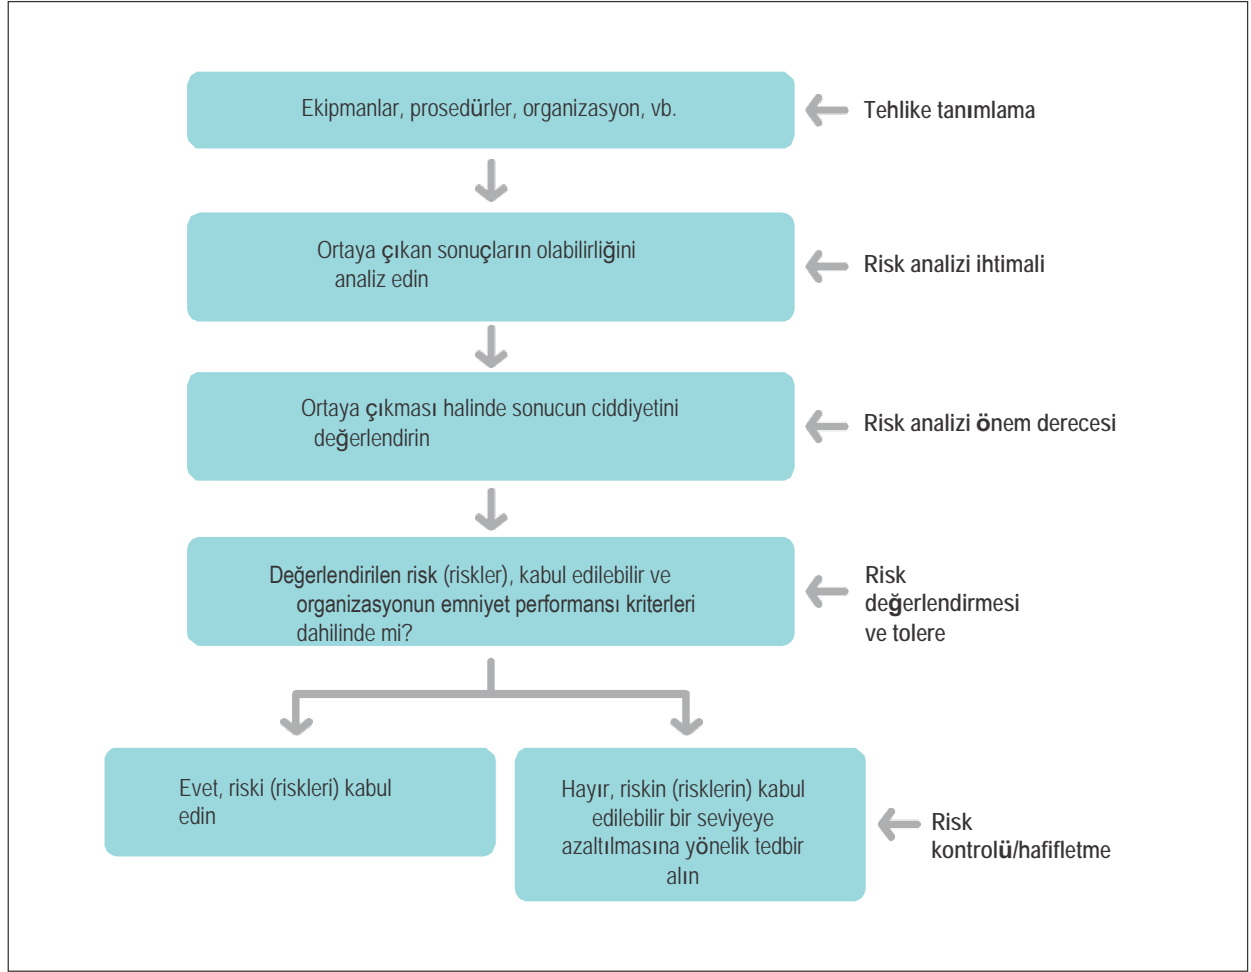 Ekipmanlar, prosedürler, organizasyon, vb.
Tehlike tanımlama
Ortaya çıkan sonuçların olabilirliğini
analiz edin
Risk analizi ihtimali
Ortaya çıkması halinde sonucun ciddiyetini
değerlendirin
Risk analizi önem derecesi
Değerlendirilen risk (riskler), kabul edilebilir ve
organizasyonun emniyet performansı kriterleri
dahilinde mi?
Risk
değerlendirmesi
ve tolere
Evet, riski (riskleri) kabul
edin
Hayır, riskin (risklerin) kabul
edilebilir bir seviyeye
azaltılmasına yönelik tedbir
alın
Risk
kontrolü/hafifletme